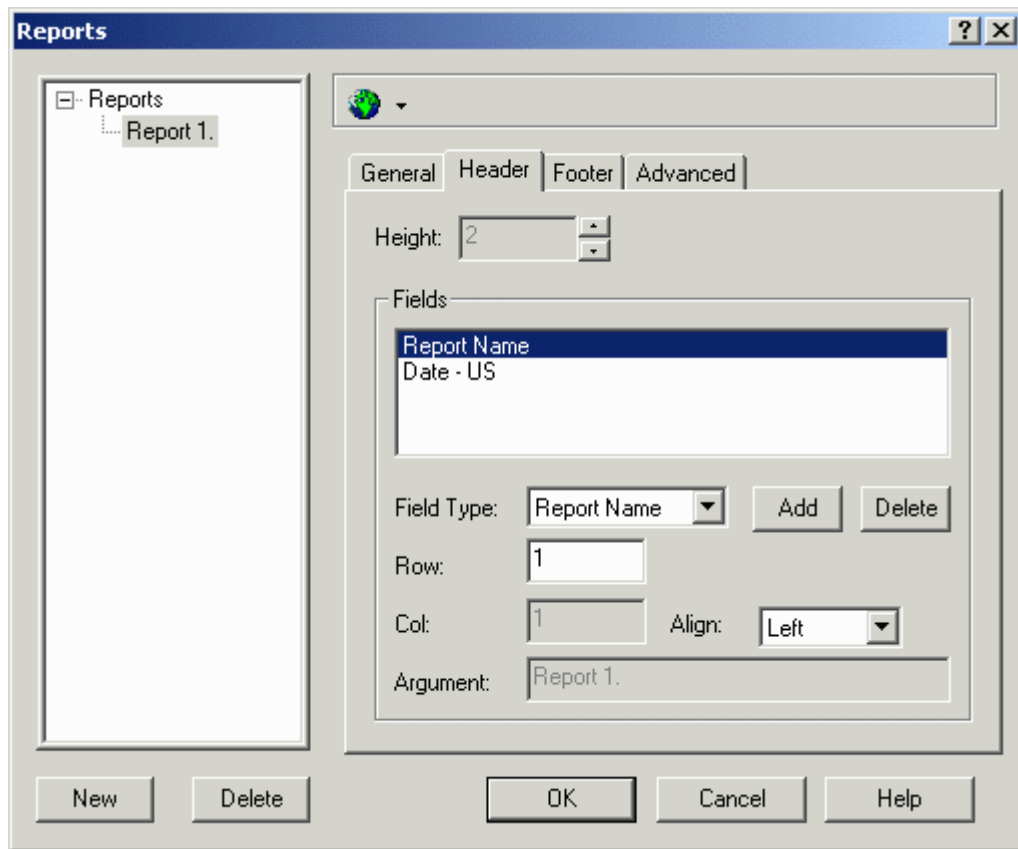 Reports
Reports
Report 1.
General Header Footer Advanced
Height: 2
Fields
Report Name
Date - US
Field Type: Report Name Add Delete
Row: 1
Col: 1 Align: Left
Argument: Report 1.
New Delete OK Cancel Help